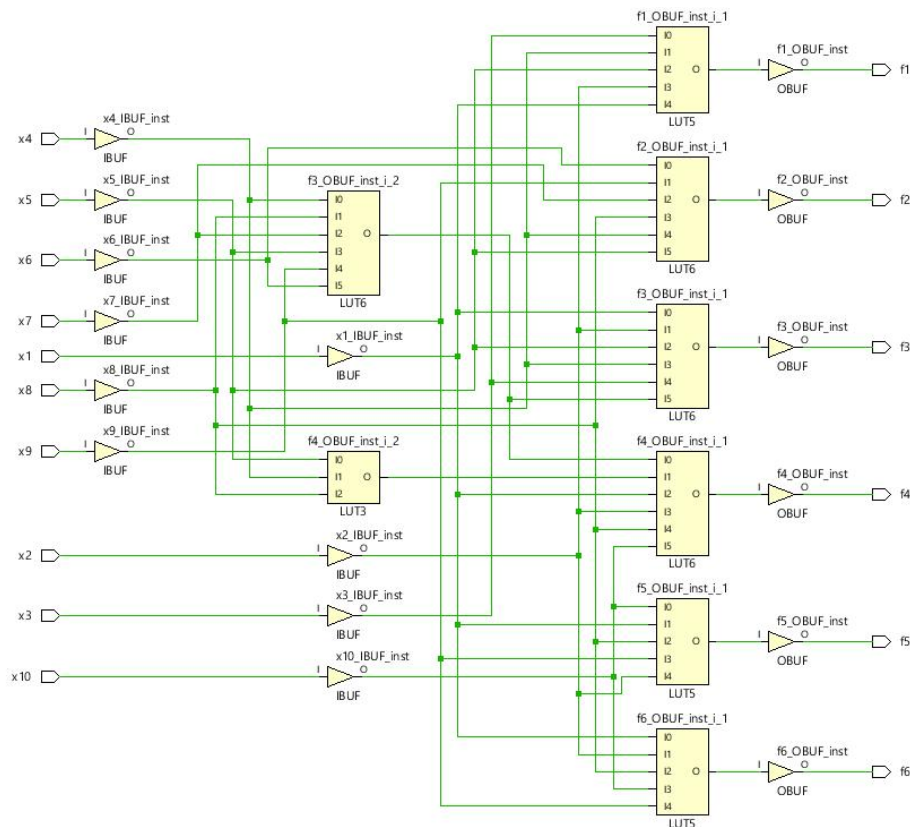 f1_OBUF_inst_i_1
I0
I1
I2
I3
I4
O
LUT5
f1_OBUF_inst
I
O
OBUF
f1
x4
I
x4_IBUF_inst
O
IBUF
x5
I
x5_IBUF_inst
O
IBUF
x6
I
x6_IBUF_inst
O
IBUF
x7
I
x7_IBUF_inst
O
IBUF
x1
I
x1_IBUF_inst
O
IBUF
x8
I
x8_IBUF_inst
O
IBUF
x9
I
x9_IBUF_inst
O
IBUF
f3_OBUF_inst_i_2
I0
I1
I2
I3
I4
I5
O
LUT6
f4_OBUF_inst_i_2
I0
I1
I2
O
LUT3
x2
I
x2_IBUF_inst
O
IBUF
x3
I
x3_IBUF_inst
O
IBUF
x10
I
x10_IBUF_inst
O
IBUF
f2_OBUF_inst_i_1
I0
I1
I2
I3
I4
I5
O
LUT6
f2_OBUF_inst
I
O
OBUF
f2
f3_OBUF_inst_i_1
I0
I1
I2
I3
I4
I5
O
LUT6
f3_OBUF_inst
I
O
OBUF
f3
f4_OBUF_inst_i_1
I0
I1
I2
I3
I4
I5
O
LUT6
f4_OBUF_inst
I
O
OBUF
f4
f5_OBUF_inst_i_1
I0
I1
I2
I3
I4
O
LUT5
f5_OBUF_inst
I
O
OBUF
f5
f6_OBUF_inst_i_1
I0
I1
I2
I3
I4
O
LUT5
f6_OBUF_inst
I
O
OBUF
f6